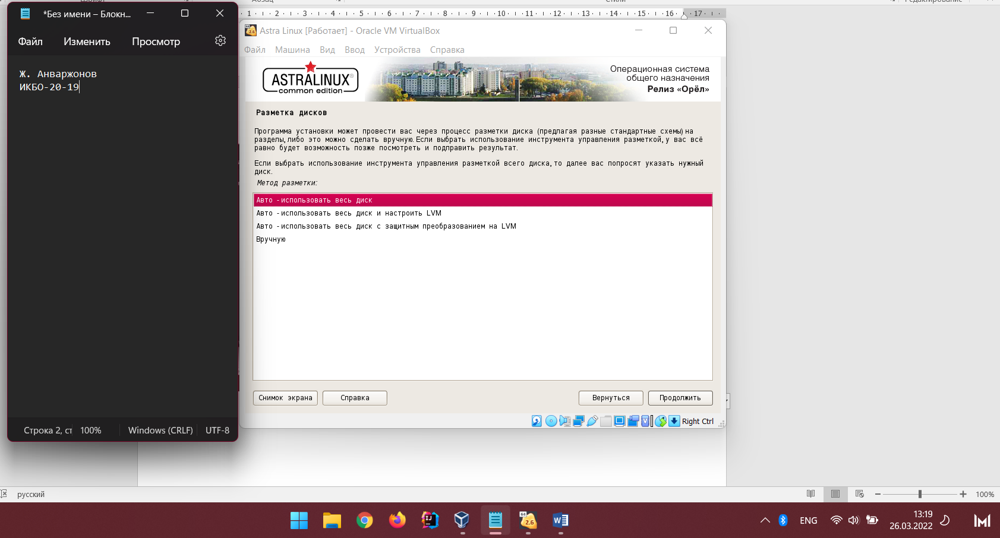 *Без имени – Блокн...
Файл Изменить Просмотр
Ж. Анваржонов
ИКБО-20-19
Строка 2, ст 100% Windows (CRLF) UTF-8
Абзац
Стили
Редактирование
1 2 3 4 5 6 7 8 9 10 11 12 13 14 15 16 17
Astra Linux [Работает] - Oracle VM VirtualBox
Файл Машина Вид Ввод Устройства Справка
ASTRALINUX®
common edition
Операционная система
общего назначения
Релиз «Орёл»
Разметка дисков
Программа установки может провести вас через процесс разметки диска (предлагая разные стандартные схемы) на
разделы, либо это можно сделать вручную. Если выбрать использование инструмента управления разметкой, у вас всё
равно будет возможность позже посмотреть и подправить результат.
Если выбрать использование инструмента управления разметкой всего диска, то далее вас попросят указать нужный
диск.
Метод разметки:
Авто - использовать весь диск
Авто - использовать весь диск и настроить LVM
Авто - использовать весь диск с защитным преобразованием на LVM
Вручную
Снимок экрана Справка Вернуться Продолжить
Right Ctrl
русский 100%
64
2.6
ENG
13:19
26.03.2022